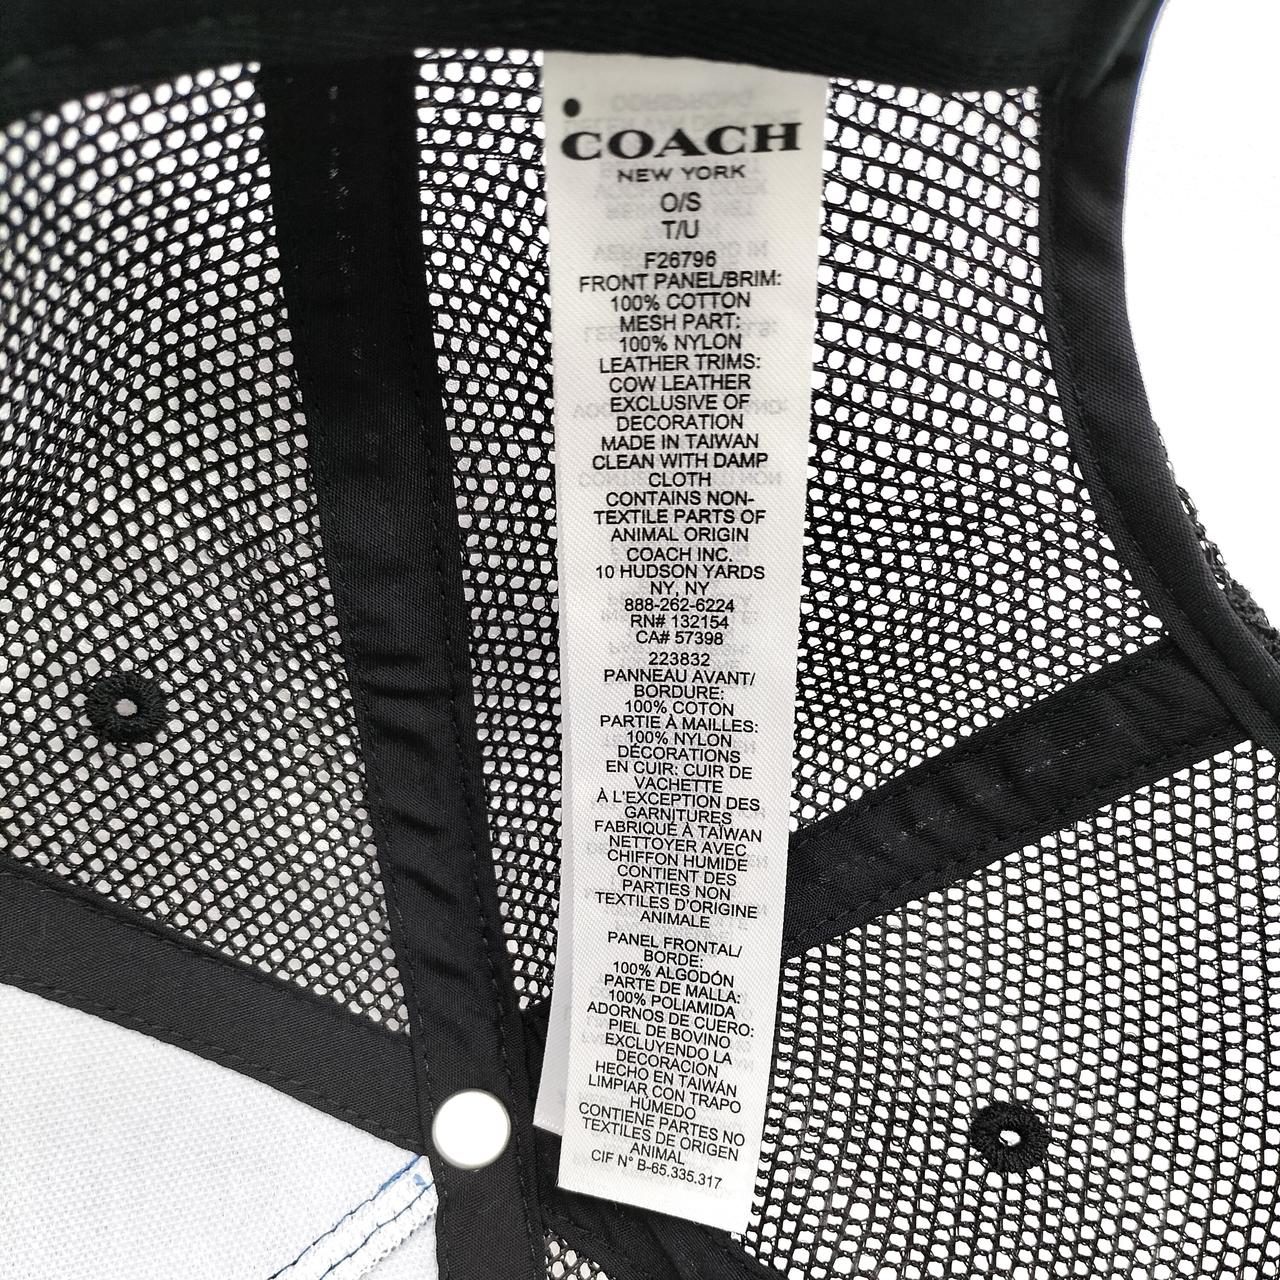 COACH
NEW YORK
O/S
T/U
F26796
FRONT PANEL/BRIM:
100% COTTON
MESH PART:
100% NYLON
LEATHER TRIMS:
COW LEATHER
EXCLUSIVE OF
DECORATION
MADE IN TAIWAN
CLEAN WITH DAMP
CLOTH
CONTAINS NON-
TEXTILE PARTS OF
ANIMAL ORIGIN
COACH INC.
10 HUDSON YARDS
NY, NY
888-262-6224
RN# 132154
CA# 57398
223832
PANNEAU AVANT/
BORDURE:
100% COTON
PARTIE À MAILLES:
100% NYLON
DÉCORATIONS
EN CUIR: CUIR DE
VACHETTE
À L'EXCEPTION DES
GARNITURES
FABRIQUÉ À TAÏWAN
NETTOYER AVEC
CHIFFON HUMIDE
CONTIENT DES
PARTIES NON
TEXTILES D'ORIGINE
ANIMALE
PANEL FRONTAL/
BORDE:
100% ALGODÓN
PARTE DE MALLA:
100% POLIAMIDA
ADORNOS DE CUERO:
PIEL DE BOVINO
EXCLUYENDO LA
DECORACIÓN
HECHO EN TAIWÁN
LIMPIAR CON TRAPO
HÚMEDO
CONTIENE PARTES NO
TEXTILES DE ORIGEN
ANIMAL
CIF N° B-65.335.317